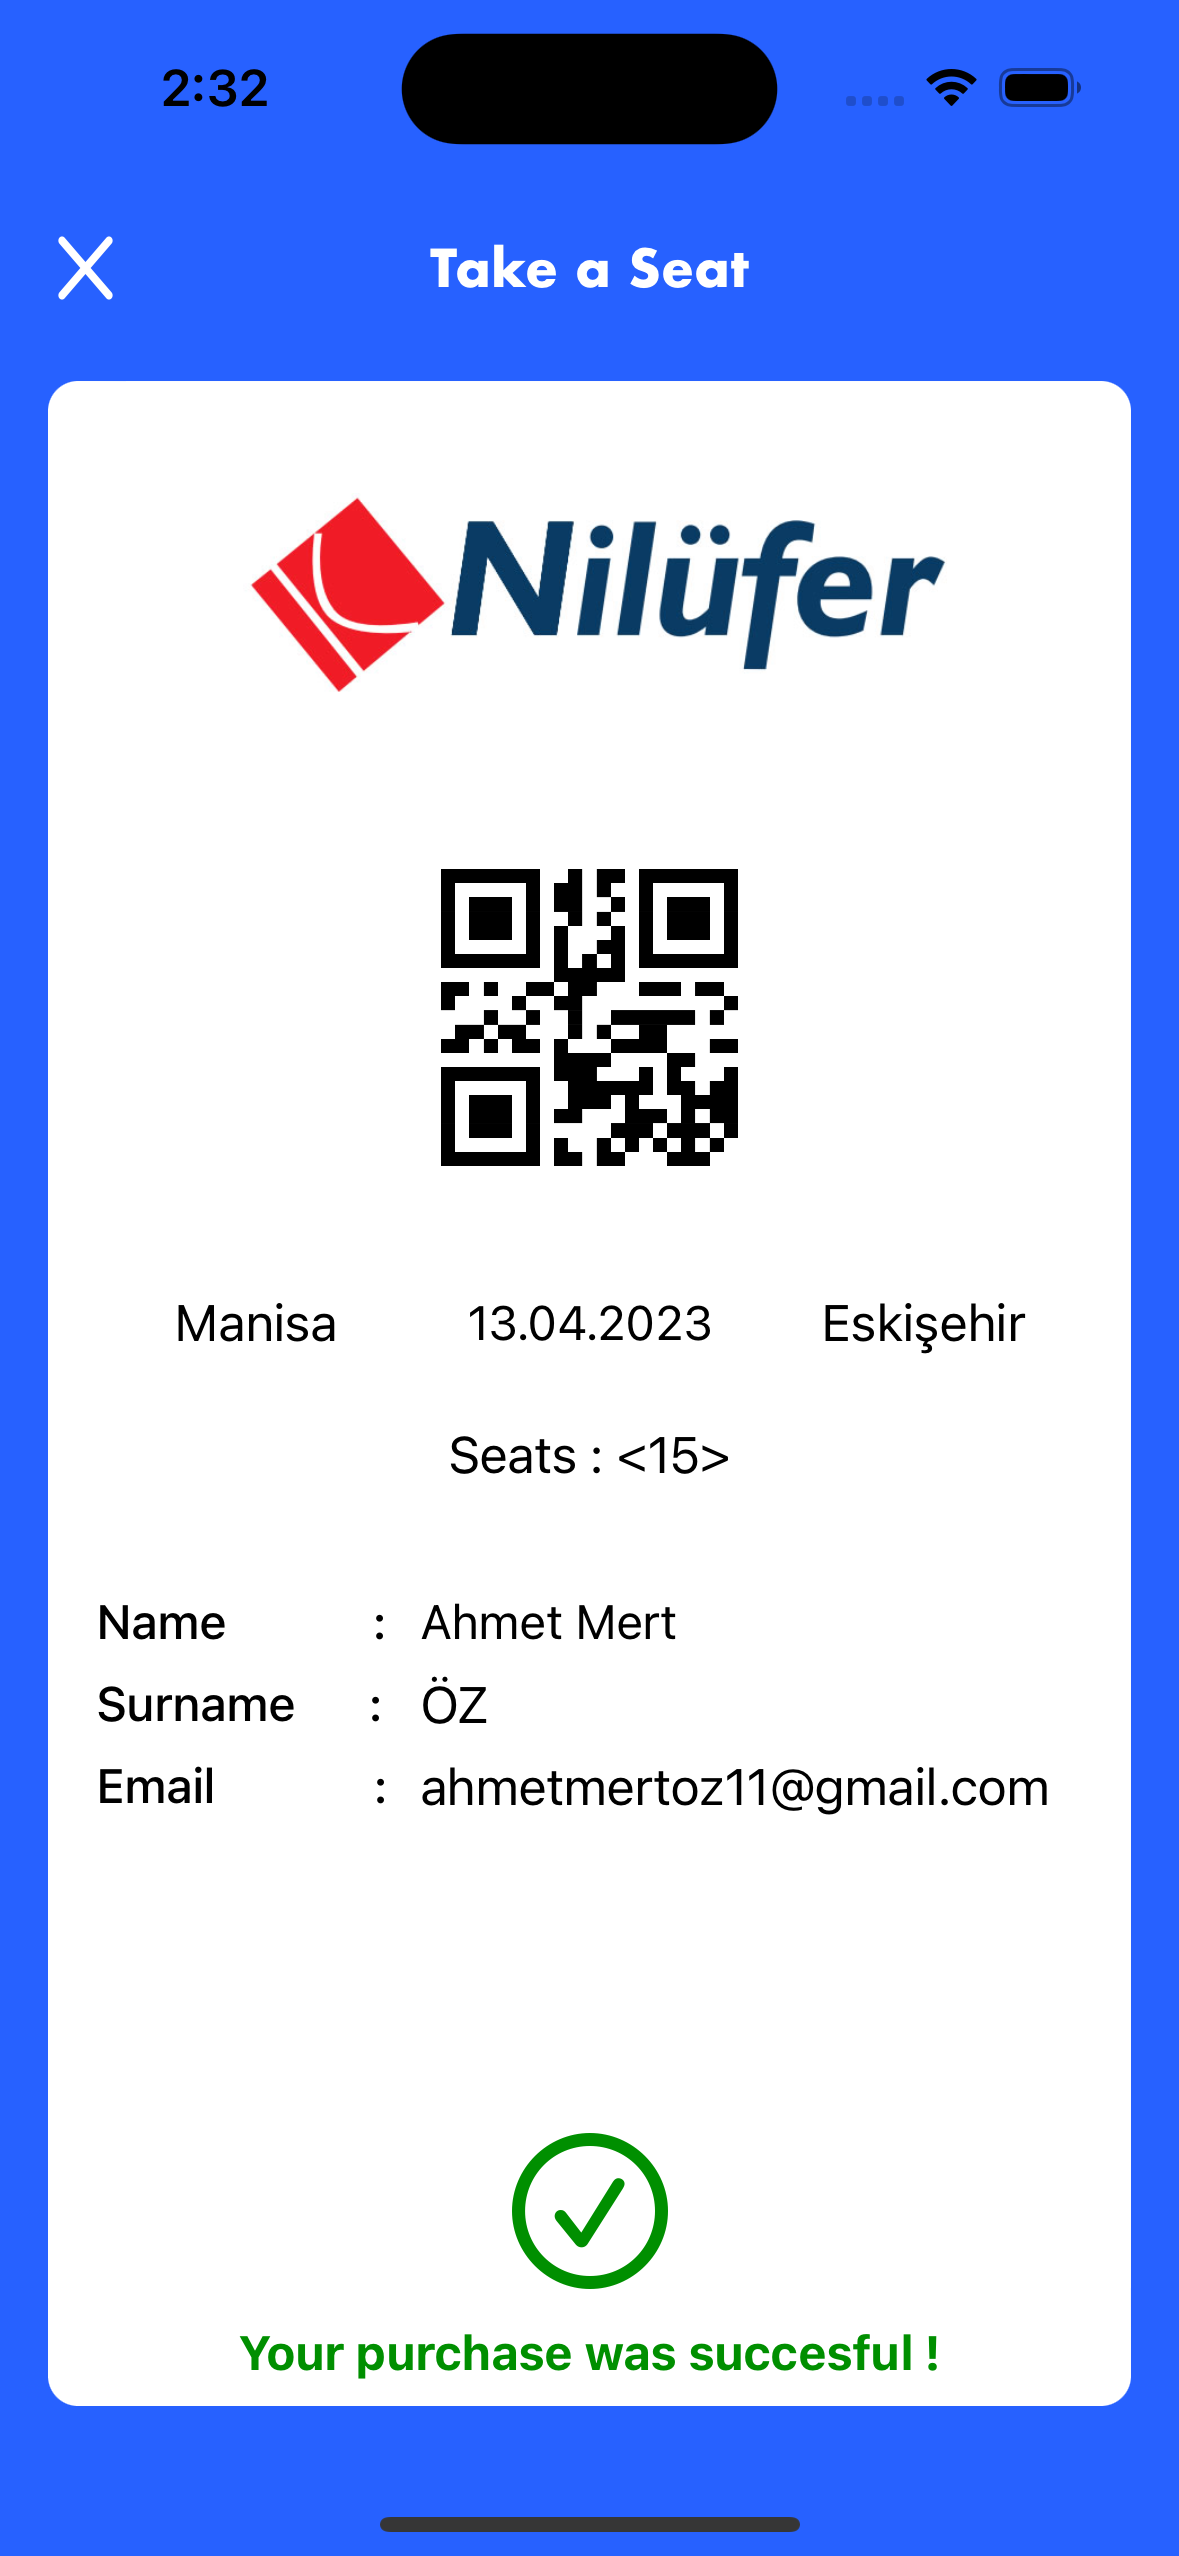 2:32
Take a Seat
Nilüfer
Manisa 13.04.2023 Eskişehir
Seats : <15>
Name : Ahmet Mert
Surname : ÖZ
Email : ahmetmertoz11@gmail.com
Your purchase was succesful !